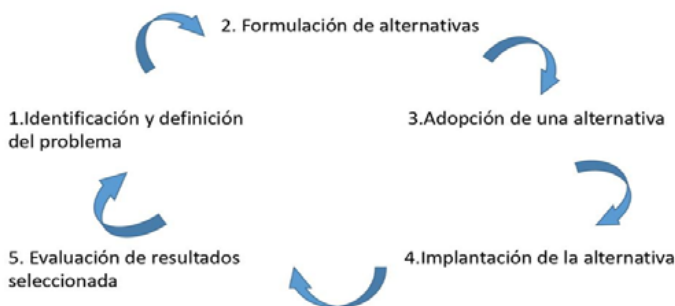 2. Formulación de alternativas
1.Identificación y definición
del problema
3.Adopción de una alternativa
5. Evaluación de resultados
seleccionada
4.Implantación de la alternativa